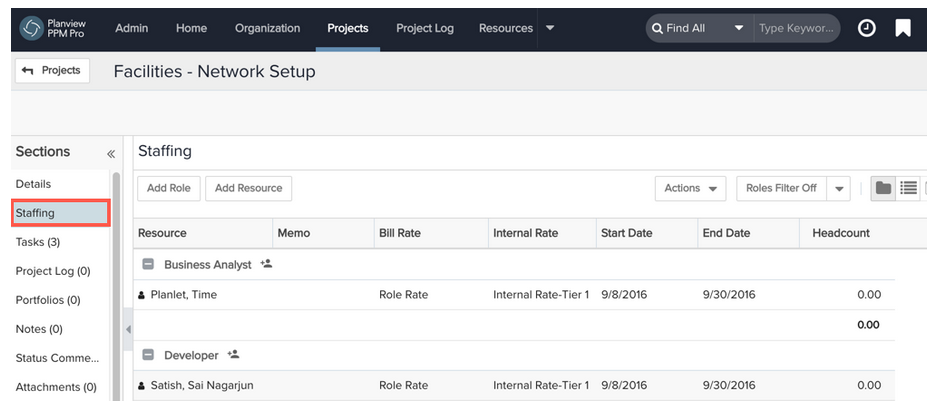 Planview PPM Pro Admin Home Organization Projects Project Log Resources Find All Type Keywor...
Projects Facilities - Network Setup
Sections « Staffing
Details Add Role Add Resource Actions Roles Filter Off
Staffing
Resource Memo Bill Rate Internal Rate Start Date End Date Headcount
Tasks (3)
Business Analyst
Project Log (0)
Planlet, Time Role Rate Internal Rate-Tier 1 9/8/2016 9/30/2016 0.00
Portfolios (0)
Notes (0) 0.00
Status Comme... Developer
Attachments (0) Satish, Sai Nagarjun Role Rate Internal Rate-Tier 1 9/8/2016 9/30/2016 0.00